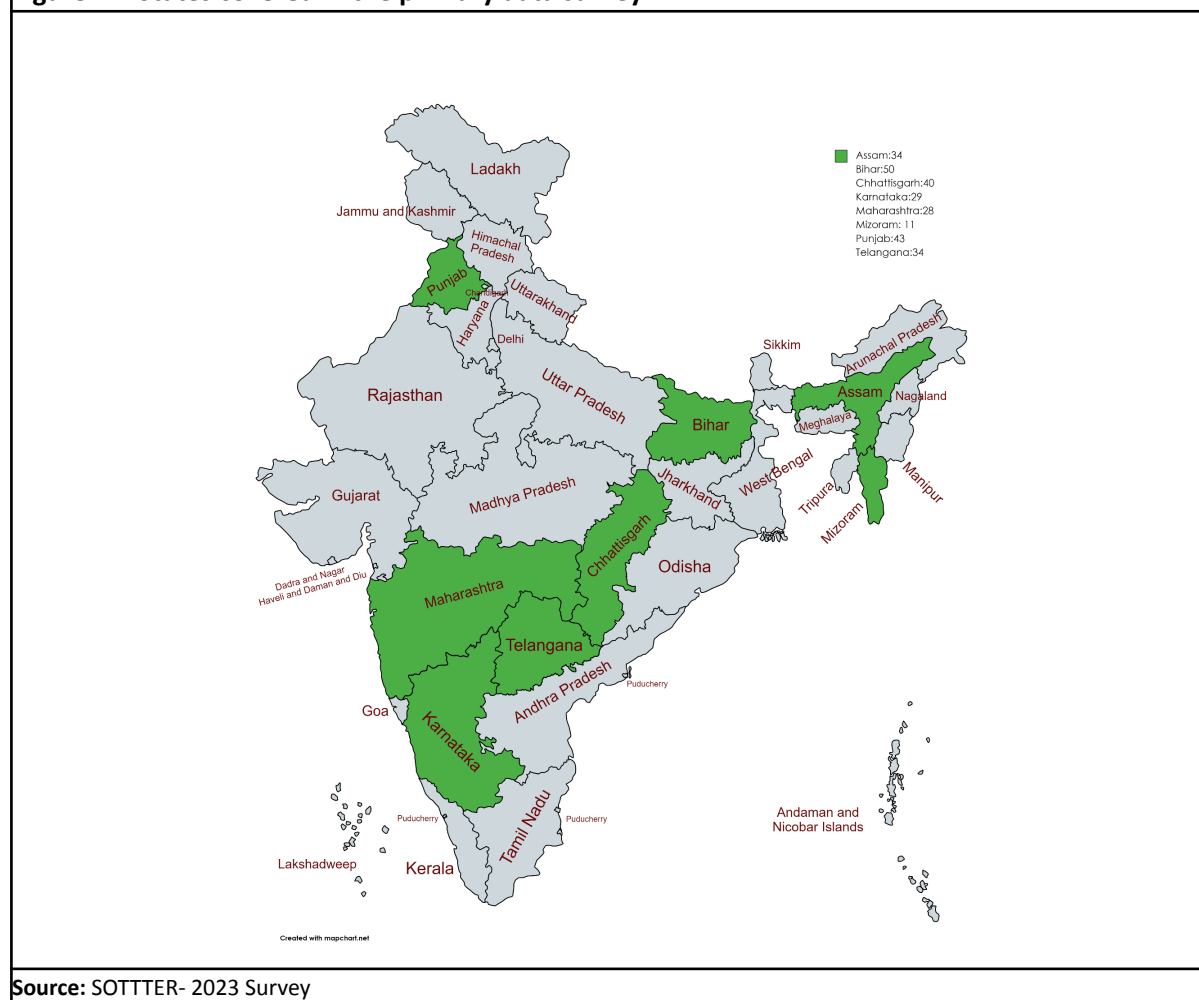 Ladakh
Assam:34
Bihar:50
Chhattisgarh:40
Karnataka:29
Maharashtra:28
Mizoram: 11
Punjab:43
Telangana:34
Jammu and Kashmir
Himachal
Pradesh
Punjab
Chandigarh
Uttarakhand
Haryana
Delhi
Sikkim
Arunachal Pradesh
Rajasthan
Uttar Pradesh
Assam
Nagaland
Bihar
Meghalaya
Gujarat
Madhya Pradesh
Jharkhand
West Bengal
Tripura
Manipur
Mizoram
Chhattisgarh
Odisha
Dadra and Nagar
Haveli and Daman and Diu
Maharashtra
Telangana
Andhra Pradesh
Puducherry
Goa
Karnataka
Puducherry
Tamil Nadu
Puducherry
Andaman and
Nicobar Islands
Lakshadweep
Kerala
Created with mapchart.net
Source: SOTTTER- 2023 Survey